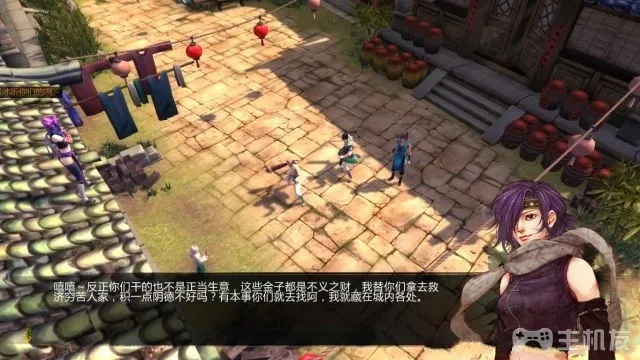 嘻嘻～反正你们干的也不是正当生意，这些金子都是不义之财，我替你们拿去救
济穷苦人家，积一点阴德不好吗？有本事你们就去找阿，我就藏在城内各处。
主机友